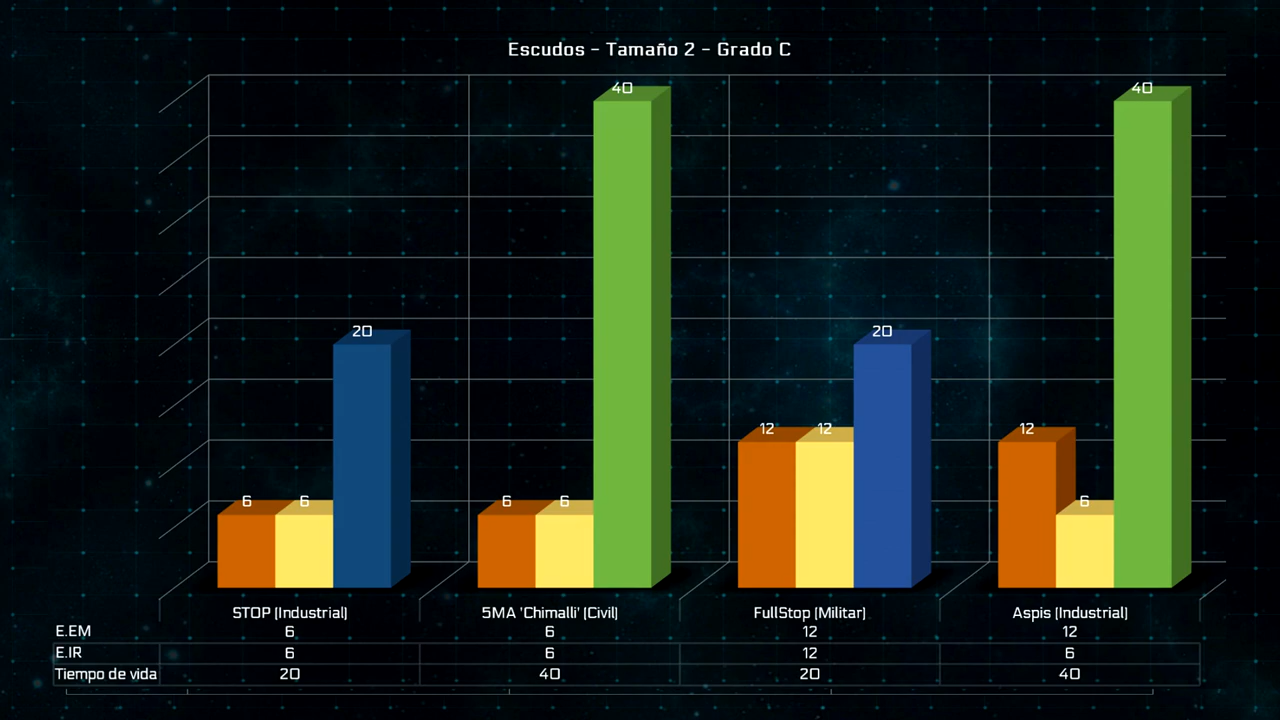 Escudos - Tamaño 2 - Grado C
40
40
20
20
12
12
12
6
6
6
6
6
STOP (Industrial)
5MA 'Chimalli' (Civil)
FullStop (Militar)
Aspis (Industrial)
E.EM 6 6 12 12
E.IR 6 6 12 6
Tiempo de vida 20 40 20 40